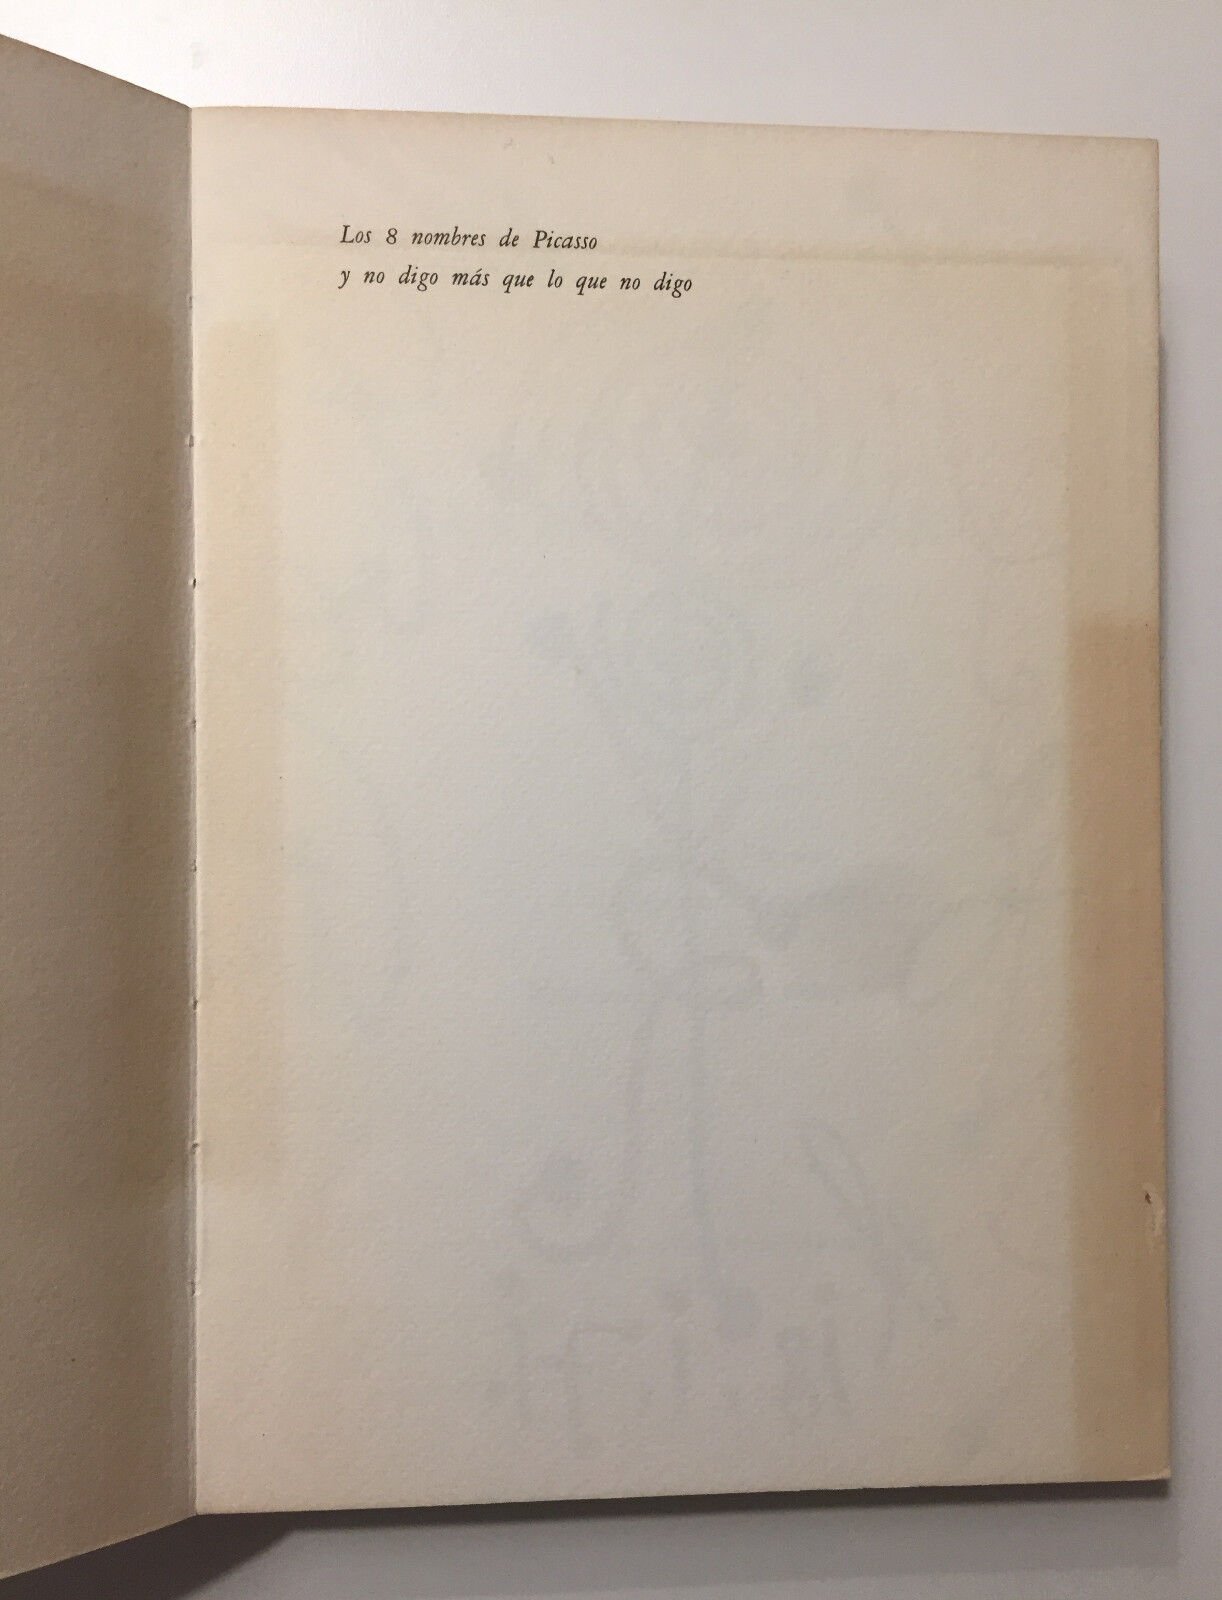 Los 8 nombres de Picasso
y no digo más que lo que no digo